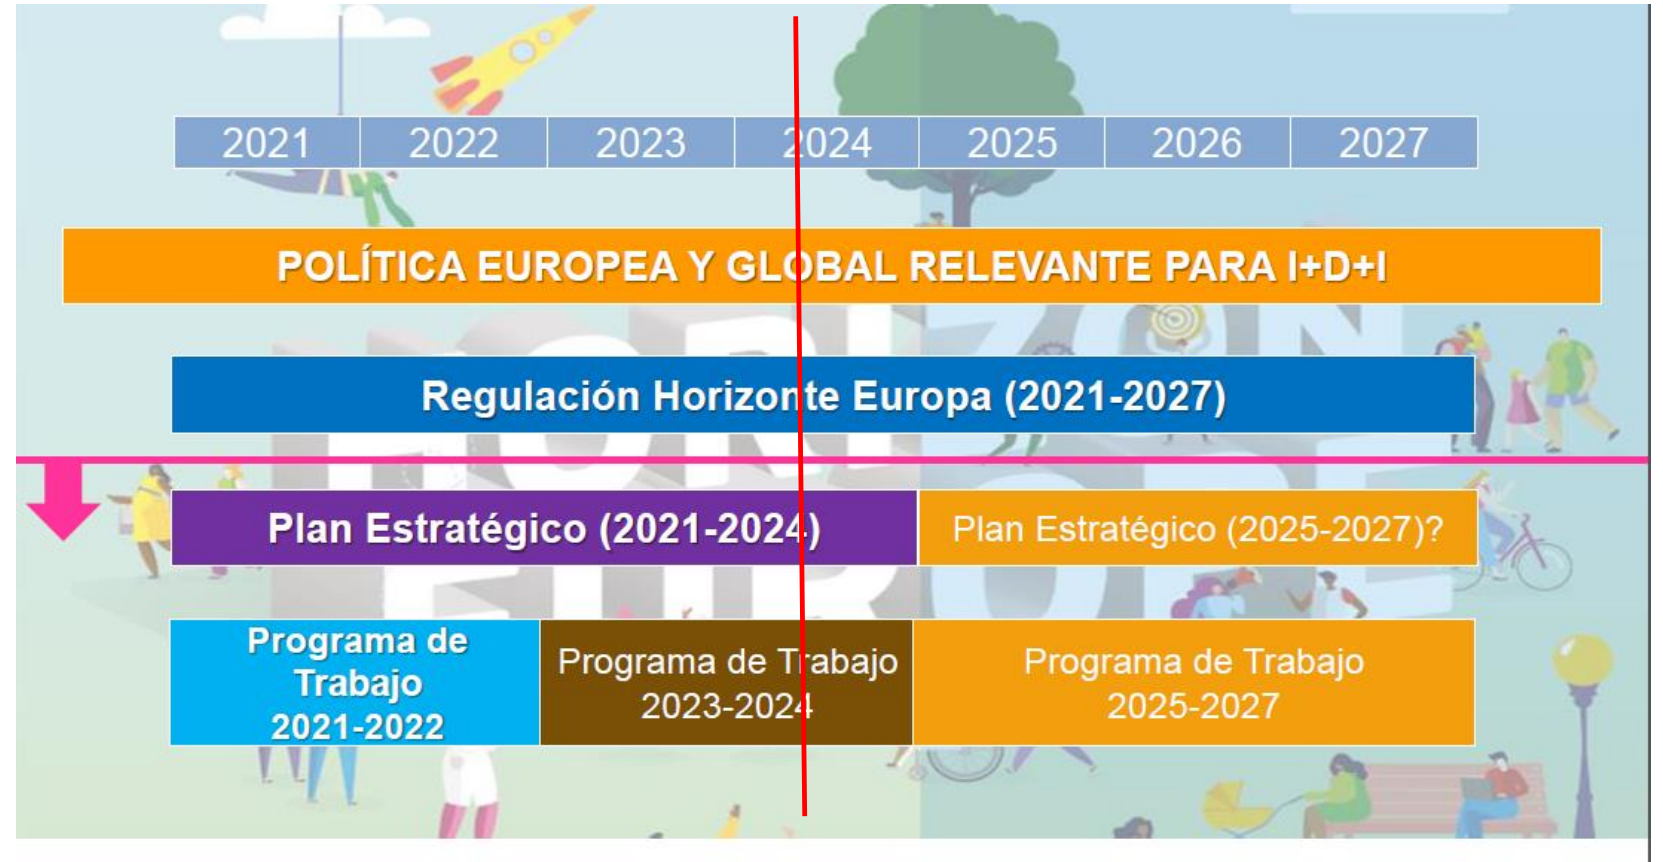 2021 2022 2023 2024 2025 2026 2027
POLÍTICA EUROPEA Y GLOBAL RELEVANTE PARA I+D+I
HORIZON
Regulación Horizonte Europa (2021-2027)
EUROPE
Plan Estratégico (2021-2024) Plan Estratégico (2025-2027)?
Programa de
Trabajo
2021-2022
Programa de Trabajo
2023-2024
Programa de Trabajo
2025-2027